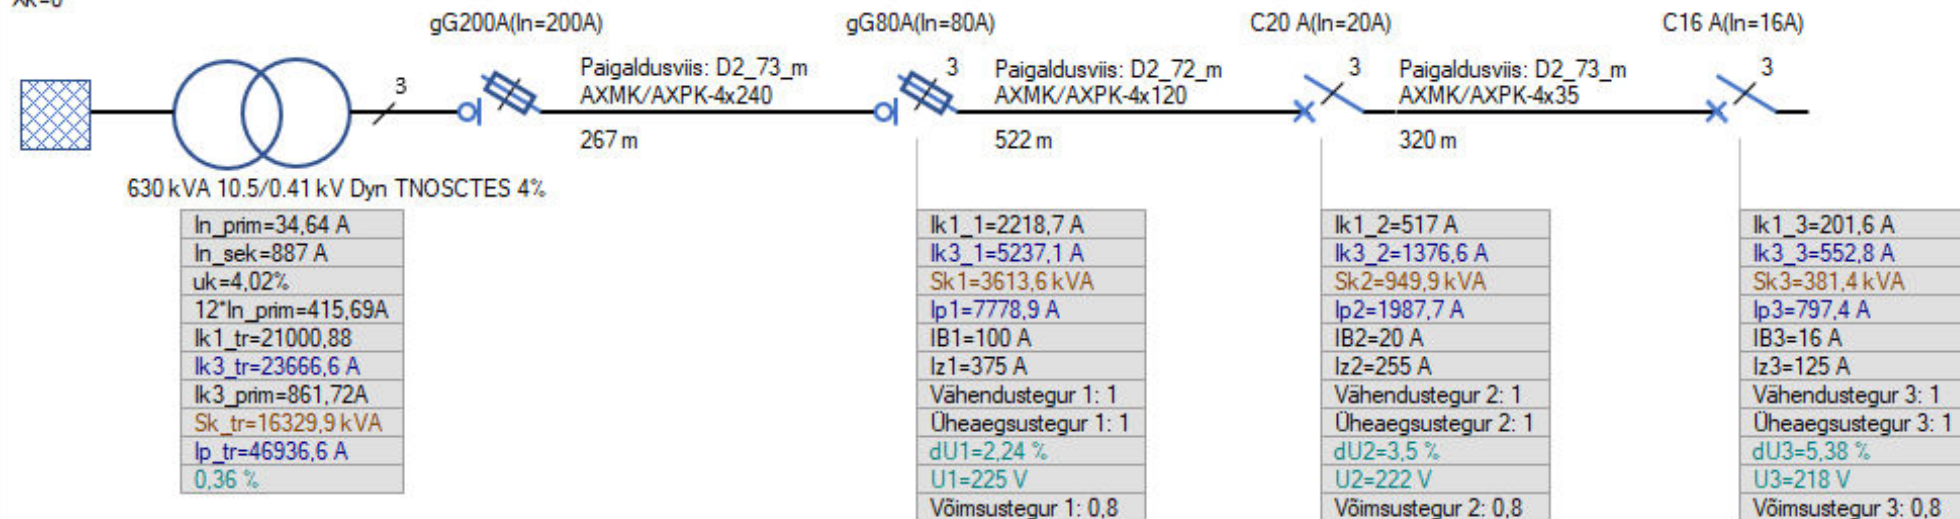 gG200A(In=200A)
gG80A(In=80A)
C20 A(In=20A)
C16 A(In=16A)
3
Paigaldusviis: D2_73_m
AXMK/AXPK-4x240
267 m
3
Paigaldusviis: D2_72_m
AXMK/AXPK-4x120
522 m
3
Paigaldusviis: D2_73_m
AXMK/AXPK-4x35
320 m
3
630 kVA 10.5/0.41 kV Dyn TNOSCTES 4%
In_prim=34,64 A
In_sek=887 A
uk=4,02%
12*In_prim=415,69A
Ik1_tr=21000,88
Ik3_tr=23666,6 A
Ik3_prim=861,72A
Sk_tr=16329,9 kVA
Ip_tr=46936,6 A
0,36 %
Ik1_1=2218,7 A
Ik3_1=5237,1 A
Sk1=3613,6 kVA
Ip1=7778,9 A
IB1=100 A
Iz1=375 A
Vähendustegur 1: 1
Üheaegsustegur 1: 1
dU1=2,24 %
U1=225 V
Võimsustegur 1: 0,8
Ik1_2=517 A
Ik3_2=1376,6 A
Sk2=949,9 kVA
Ip2=1987,7 A
IB2=20 A
Iz2=255 A
Vähendustegur 2: 1
Üheaegsustegur 2: 1
dU2=3,5 %
U2=222 V
Võimsustegur 2: 0,8
Ik1_3=201,6 A
Ik3_3=552,8 A
Sk3=381,4 kVA
Ip3=797,4 A
IB3=16 A
Iz3=125 A
Vähendustegur 3: 1
Üheaegsustegur 3: 1
dU3=5,38 %
U3=218 V
Võimsustegur 3: 0,8